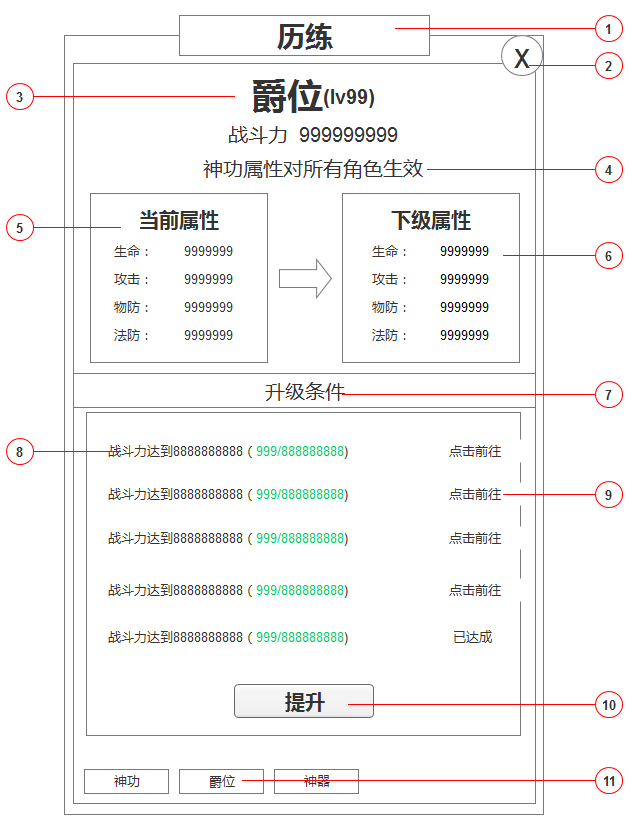 历练
1
X
2
爵位(lv99)
3
战斗力 999999999
神功属性对所有角色生效
4
当前属性
5
生命： 9999999
攻击： 9999999
物防： 9999999
法防： 9999999
下级属性
生命： 9999999
6
攻击： 9999999
物防： 9999999
法防： 9999999
升级条件
7
8
战斗力达到8888888888（999/888888888) 点击前往
战斗力达到8888888888（999/888888888) 点击前往
9
战斗力达到8888888888（999/888888888) 点击前往
战斗力达到8888888888（999/888888888) 点击前往
战斗力达到8888888888（999/888888888) 已达成
提升
10
神功 爵位 神器
11